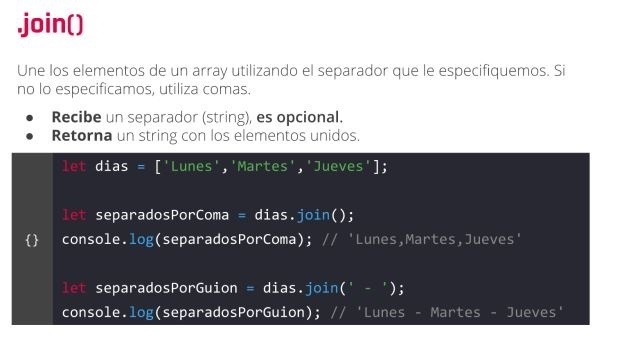 .join()
Une los elementos de un array utilizando el separador que le especifiquemos. Si
no lo especificamos, utiliza comas.
● Recibe un separador (string), es opcional.
● Retorna un string con los elementos unidos.
let dias = ['Lunes','Martes','Jueves'];
let separadosPorComa = dias.join();
{} console.log(separadosPorComa); // 'Lunes,Martes,Jueves'
let separadosPorGuion = dias.join(' - ');
console.log(separadosPorGuion); // 'Lunes - Martes - Jueves'